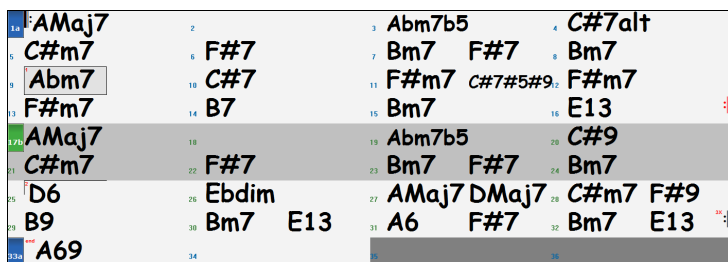 1a AMaj7 2 3 Abm7b5 4 C#7alt
5 C#m7 6 F#7 7 Bm7 F#7 8 Bm7
9 1 Abm7 10 C#7 11 F#m7 C#7#5#9 12 F#m7
13 F#m7 14 B7 15 Bm7 16 E13
17b AMaj7 18 19 Abm7b5 20 C#9
21 C#m7 22 F#7 23 Bm7 F#7 24 Bm7
25 2 D6 26 Ebdim 27 AMaj7 DMaj7 28 C#m7 F#9
29 B9 30 Bm7 E13 31 A6 F#7 32 Bm7 E13 3X
33a end A69 34 35 36